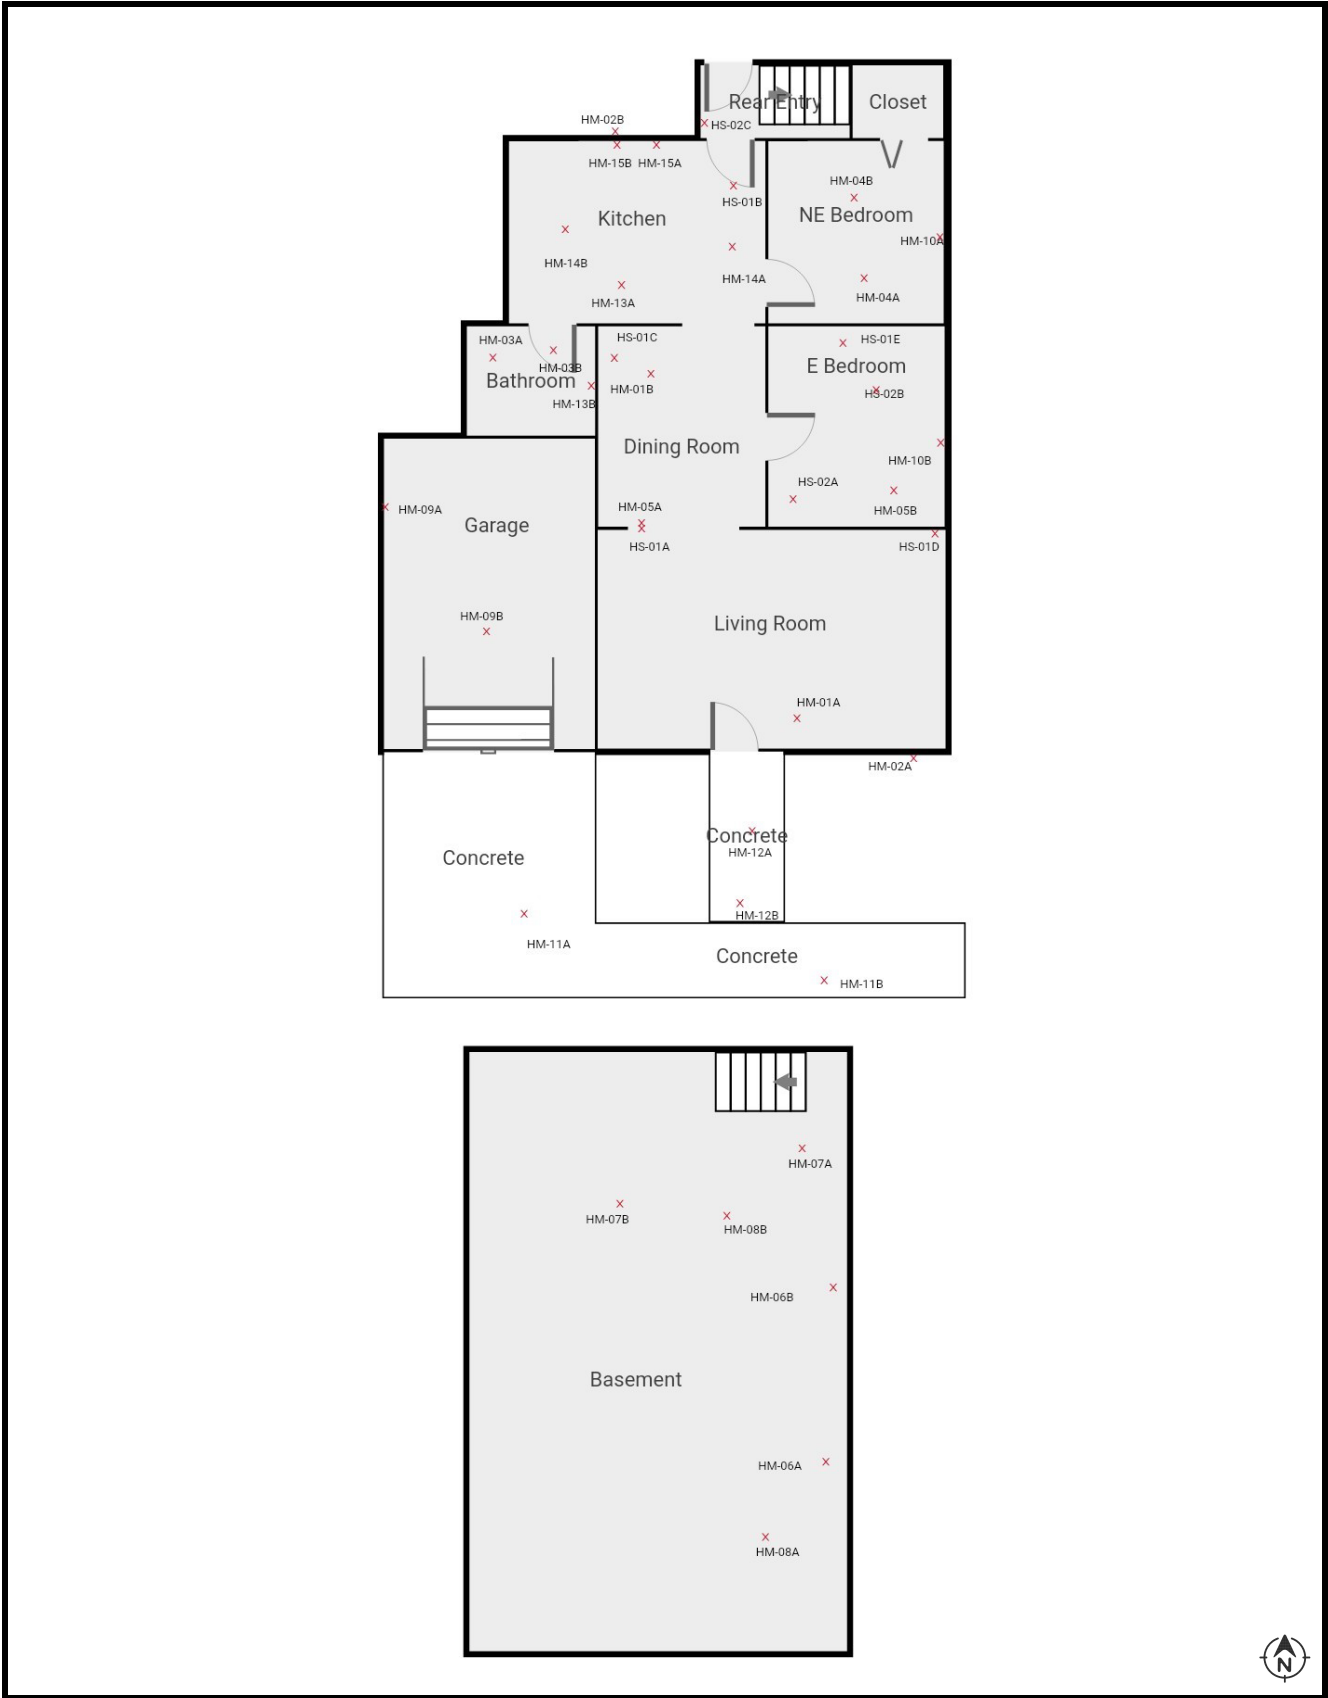 Rear Entry
Closet
HM-02B
HS-02C
HM-15B
HM-15A
HM-04B
HS-01B
Kitchen
NE Bedroom
HM-10A
HM-14B
HM-14A
HM-13A
HM-04A
HM-03A
HS-01C
HS-01E
HM-03B
E Bedroom
Bathroom
HM-01B
HS-02B
HM-13B
Dining Room
HM-10B
HS-02A
HM-05A
HM-05B
HM-09A
Garage
HS-01A
HS-01D
HM-09B
Living Room
HM-01A
HM-02A
Concrete
HM-12A
Concrete
HM-12B
HM-11A
Concrete
HM-11B
HM-07A
HM-07B
HM-08B
HM-06B
Basement
HM-06A
HM-08A
N